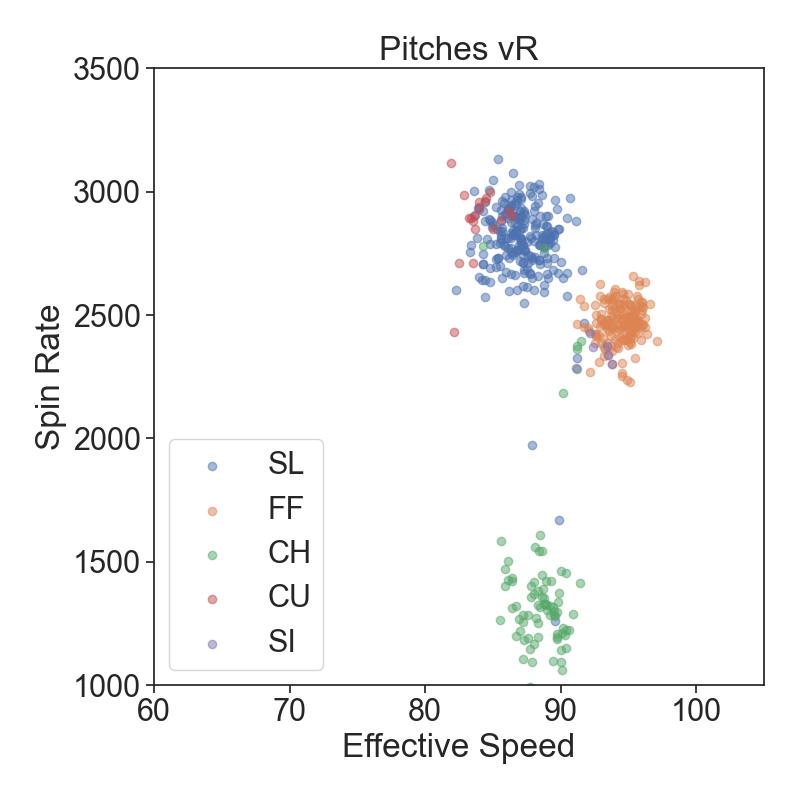 Pitches vR
3500
3000
2500
2000
1500
1000
Spin Rate
SL
FF
CH
CU
SI
60 70 80 90 100
Effective Speed